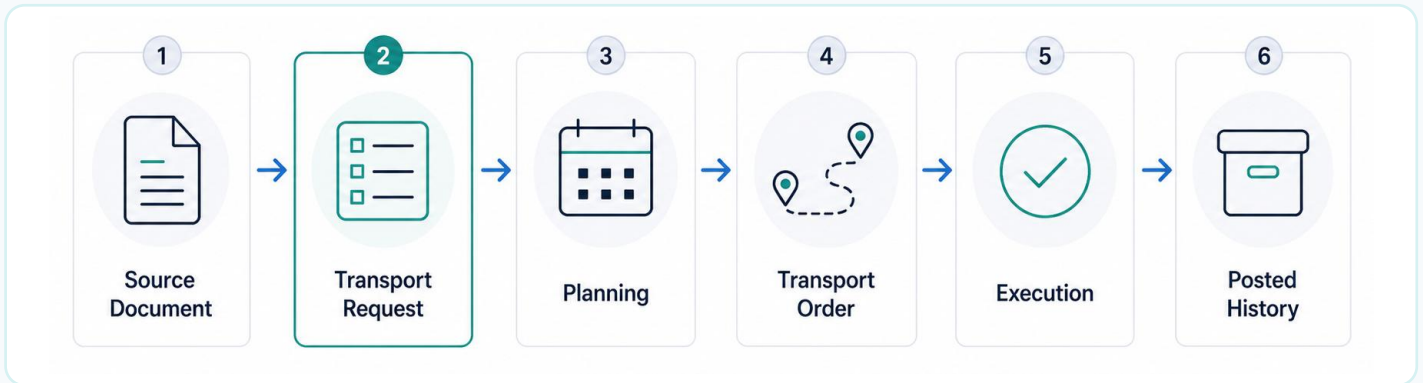 1
2
3
4
5
6
Source
Document
Transport
Request
Planning
Transport
Order
Execution
Posted
History